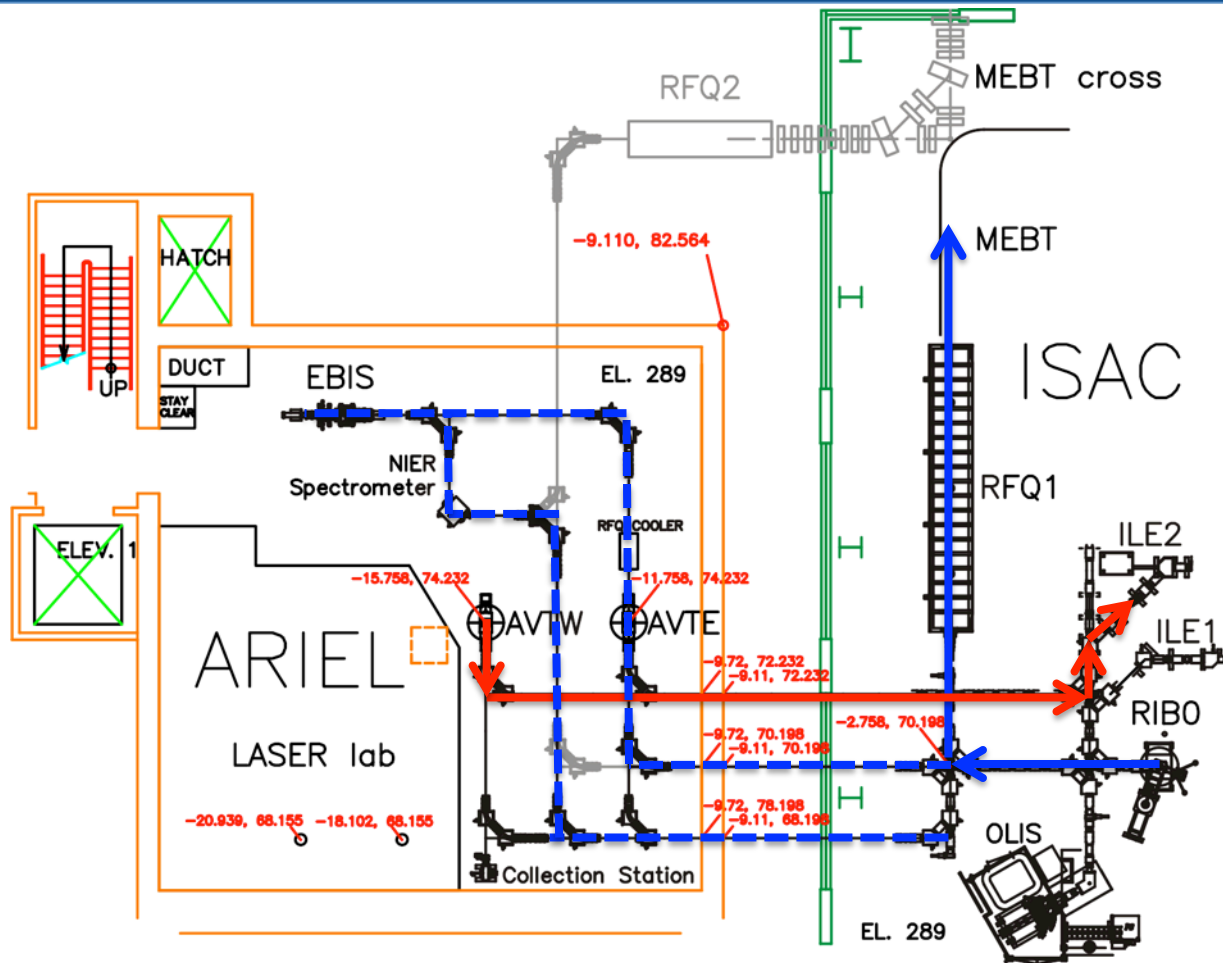 RFQ2
MEBT cross
HATCH
-9.110, 82.564
MEBT
UP
DUCT
STAY
CLEAR
EBIS
EL. 289
ISAC
NIER
Spectrometer
RFQ1
RFQ COOLER
ELEV. 1
ILE2
-15.758, 74.232
-11.758, 74.232
AVTW
AVTE
ILE1
ARIEL
-9.72, 72.232
-9.11, 72.232
RIB0
-2.758, 70.198
-9.72, 70.198
-9.11, 70.198
LASER lab
-9.72, 78.198
-9.11, 68.198
-20.939, 68.155
-18.102, 68.155
OLIS
Collection Station
EL. 289